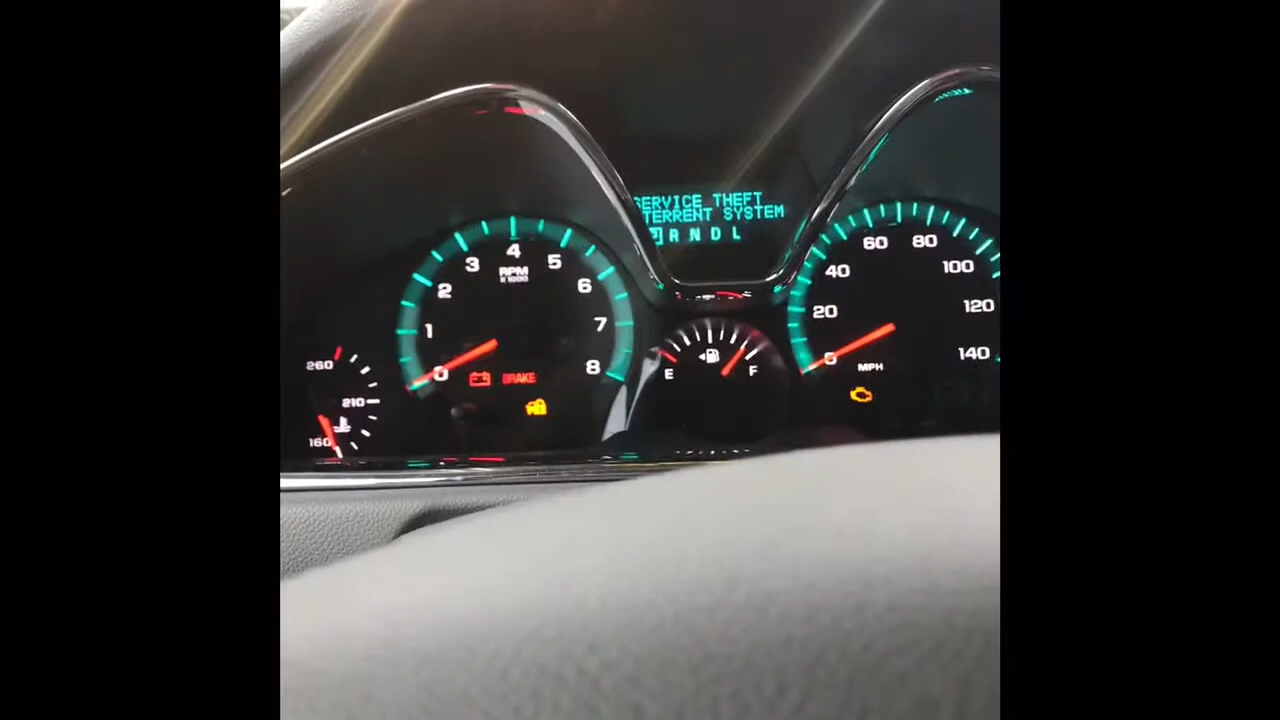 SERVICE THEFT
TERRENT SYSTEM
P R N D L
0 1 2 3 4 5 6 7 8
RPM
X 1000
BRAKE
260
210
160
E F
0 20 40 60 80 100 120 140
MPH